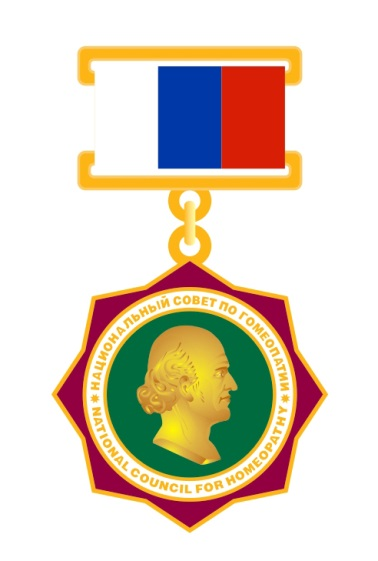 НАЦИОНАЛЬНЫЙ СОВЕТ ПО ГОМЕОПАТИИ
NATIONAL COUNCIL FOR HOMEOPATHY